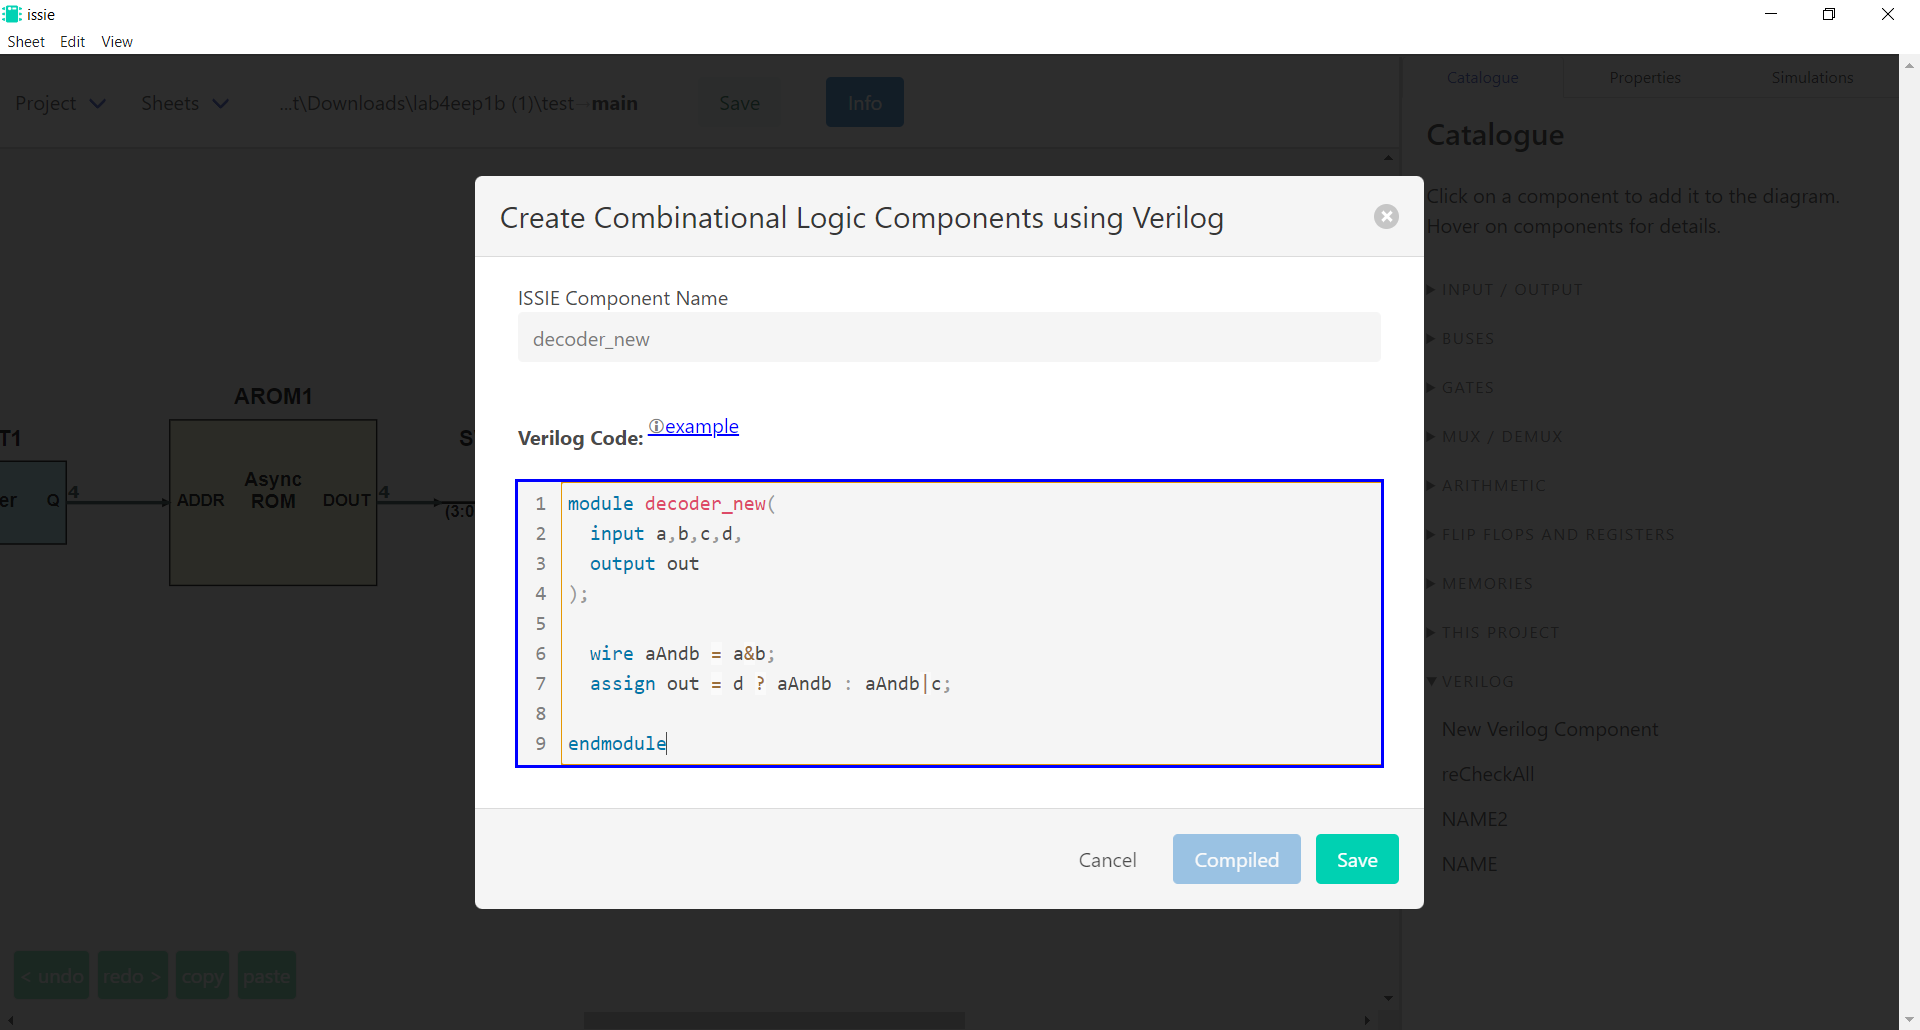 issie
Sheet Edit View
Project Sheets ...t\Downloads\lab4eep1b (1)\test main Save Info
Catalogue Properties Simulations
Catalogue
Click on a component to add it to the diagram.
Hover on components for details.
INPUT / OUTPUT
BUSES
GATES
MUX / DEMUX
ARITHMETIC
FLIP FLOPS AND REGISTERS
MEMORIES
THIS PROJECT
VERILOG
New Verilog Component
reCheckAll
NAME2
NAME
T1
er Q 4
AROM1
Async
ROM
ADDR DOUT 4
S
(3:0
Create Combinational Logic Components using Verilog
ISSIE Component Name
decoder_new
Verilog Code: example
1 module decoder_new(
2 input a,b,c,d,
3 output out
4 );
5
6 wire aAndb = a&b;
7 assign out = d ? aAndb : aAndb|c;
8
9 endmodule
Cancel Compiled Save
< undo redo > copy paste